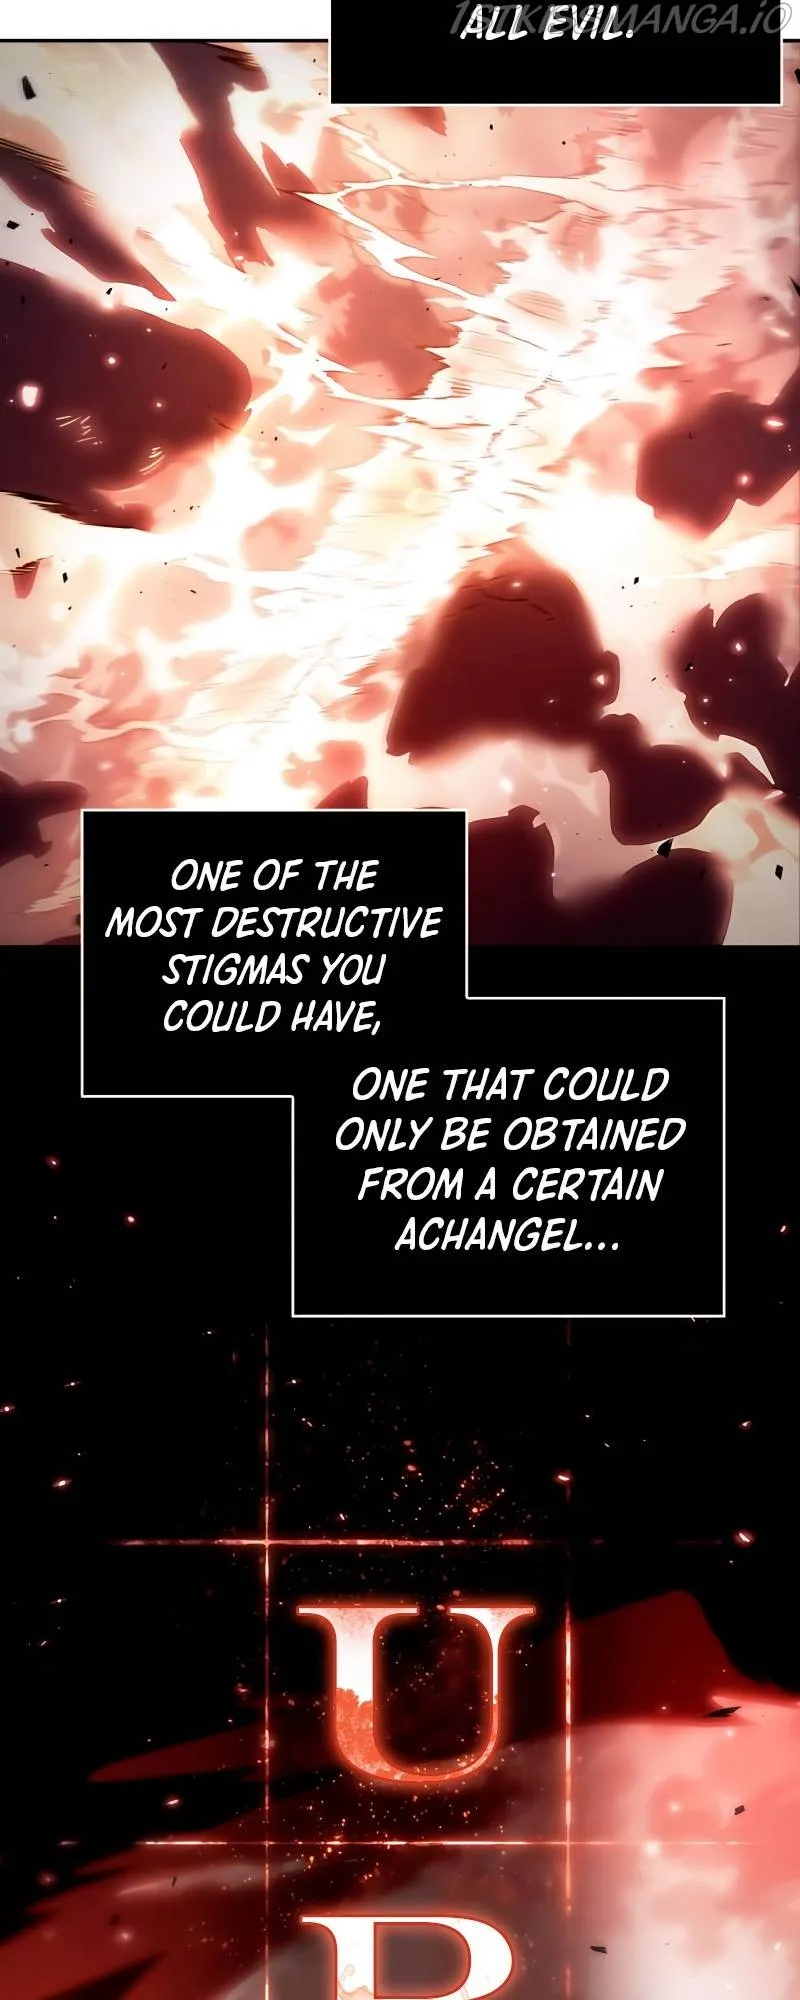 1STKISSMANGA.IO
ALL EVIL!
ONE OF THE
MOST DESTRUCTIVE
STIGMAS YOU
COULD HAVE,
ONE THAT COULD
ONLY BE OBTAINED
FROM A CERTAIN
ACHANGEL...
U